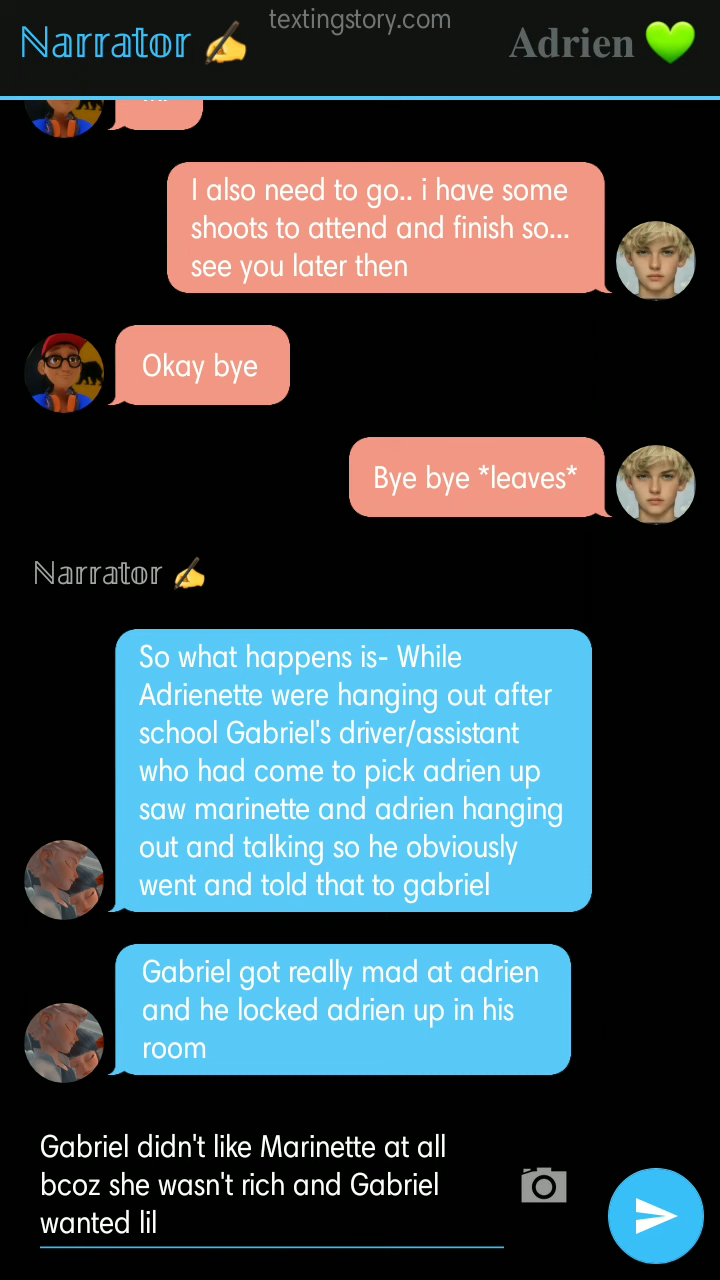 textingstory.com
Narrator ✍️
Adrien 💚
I also need to go.. i have some
shoots to attend and finish so...
see you later then
Okay bye
Bye bye *leaves*
Narrator ✍️
So what happens is- While
Adrienette were hanging out after
school Gabriel's driver/assistant
who had come to pick adrien up
saw marinette and adrien hanging
out and talking so he obviously
went and told that to gabriel
Gabriel got really mad at adrien
and he locked adrien up in his
room
Gabriel didn't like Marinette at all
bcoz she wasn't rich and Gabriel
wanted lil